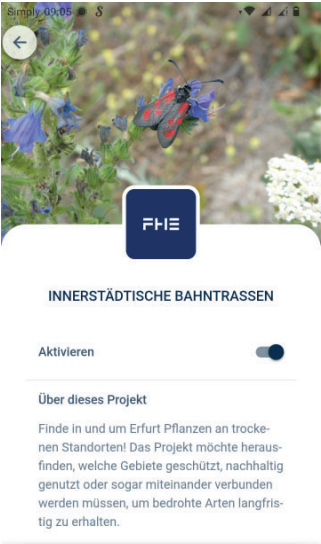 Simply 09:05
FHE
INNERSTÄDTISCHE BAHNTRASSEN
Aktivieren
Über dieses Projekt
Finde in und um Erfurt Pflanzen an trocke-
nen Standorten! Das Projekt möchte heraus-
finden, welche Gebiete geschützt, nachhaltig
genutzt oder sogar miteinander verbunden
werden müssen, um bedrohte Arten langfris-
tig zu erhalten.